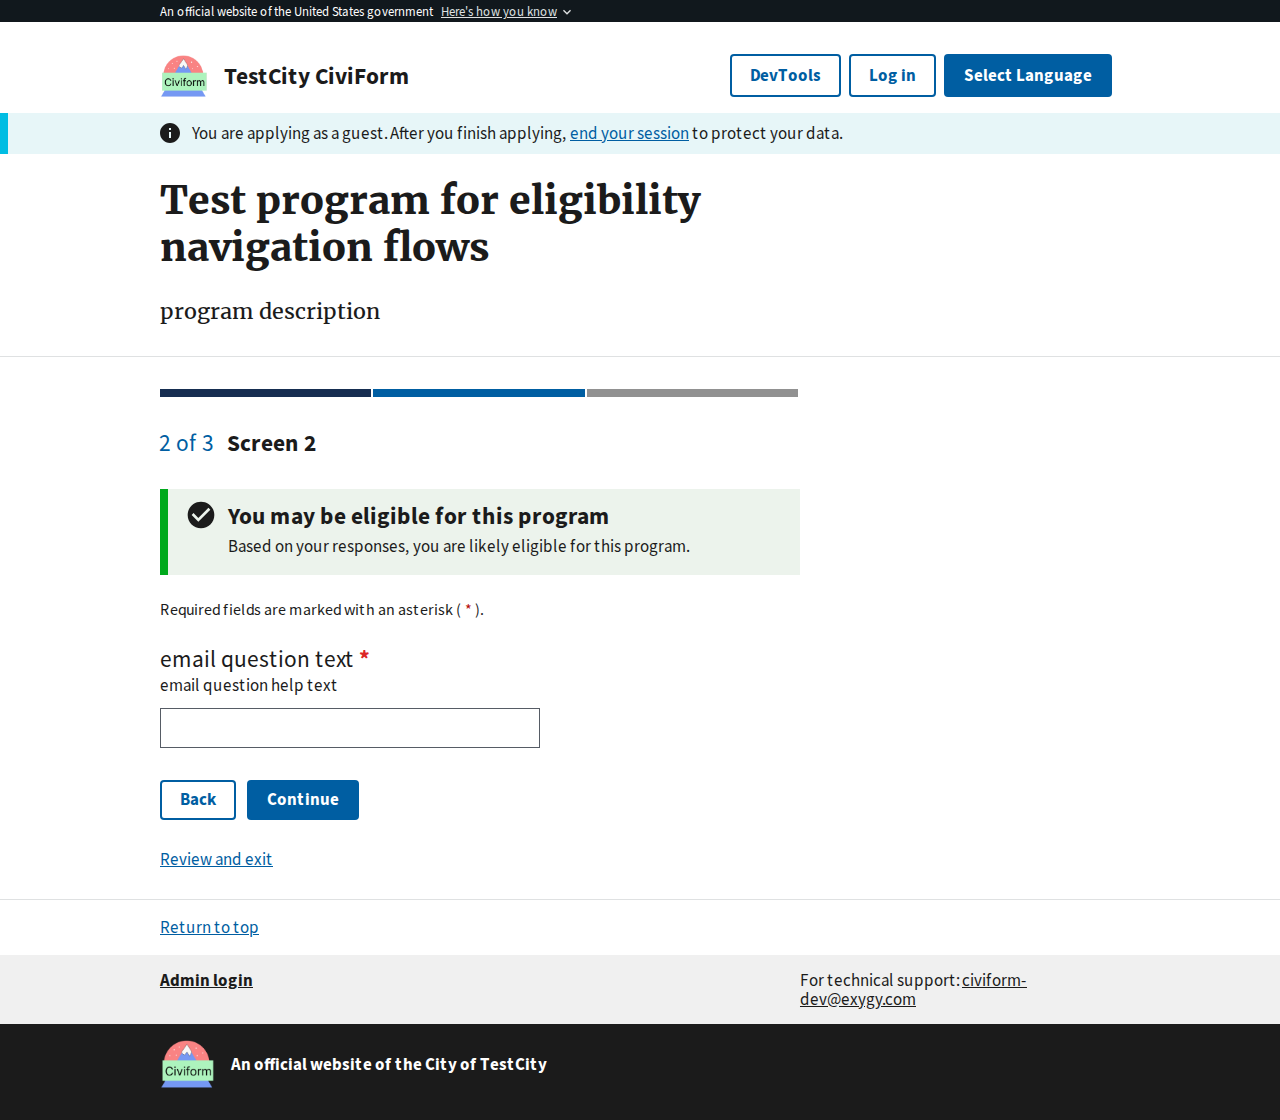 An official website of the United States government Here's how you know
Civiform
TestCity CiviForm
DevTools
Log in
Select Language
You are applying as a guest. After you finish applying, end your session to protect your data.
Test program for eligibility
navigation flows
program description
2 of 3 Screen 2
You may be eligible for this program
Based on your responses, you are likely eligible for this program.
Required fields are marked with an asterisk ( * ).
email question text *
email question help text
Back
Continue
Review and exit
Return to top
Admin login
For technical support: civiform-
dev@exygy.com
Civiform
An official website of the City of TestCity